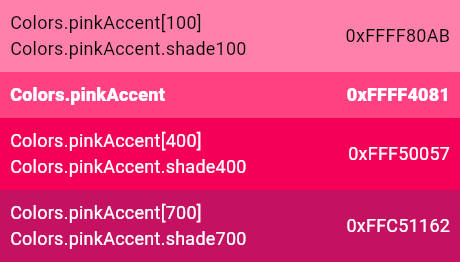 Colors.pinkAccent[100]
Colors.pinkAccent.shade100
0xFFFF80AB
Colors.pinkAccent 0xFFFF4081
Colors.pinkAccent[400]
Colors.pinkAccent.shade400
0xFFF50057
Colors.pinkAccent[700]
Colors.pinkAccent.shade700
0xFFC51162